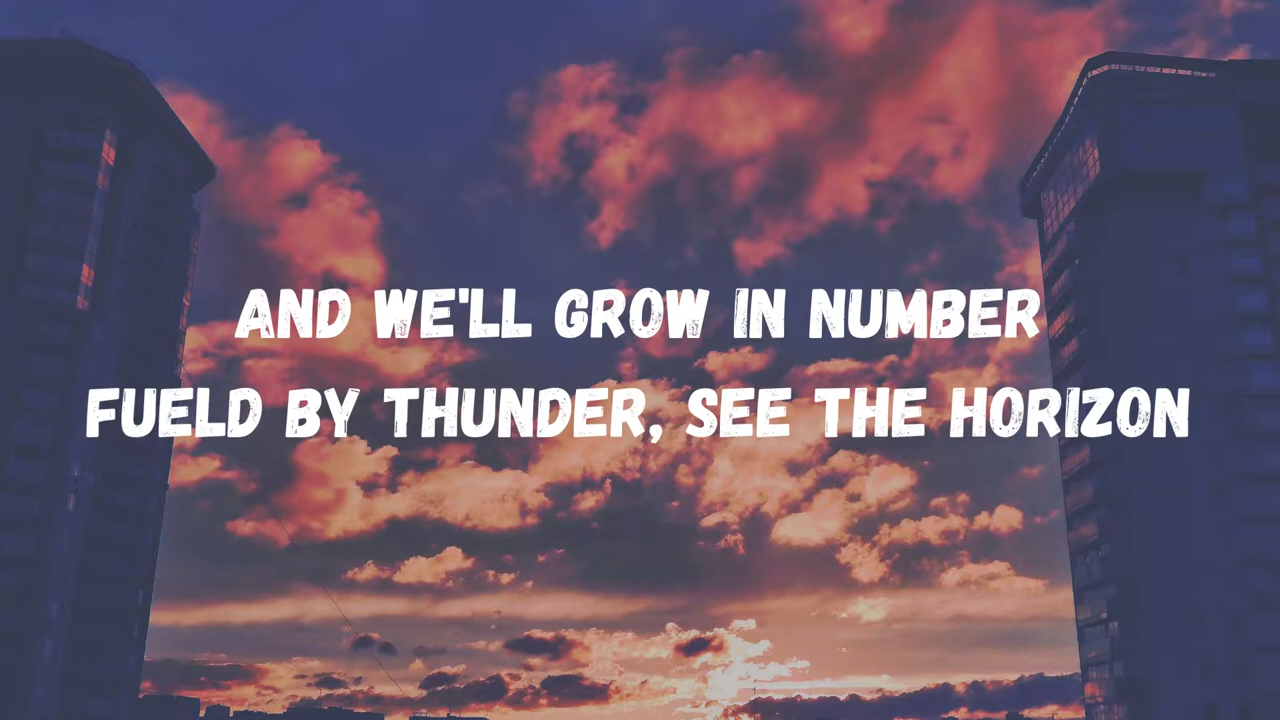 AND WE'LL GROW IN NUMBER
FUELD BY THUNDER, SEE THE HORIZON